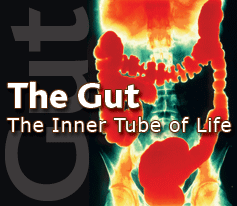 Gut
The Gut
The Inner Tube of Life